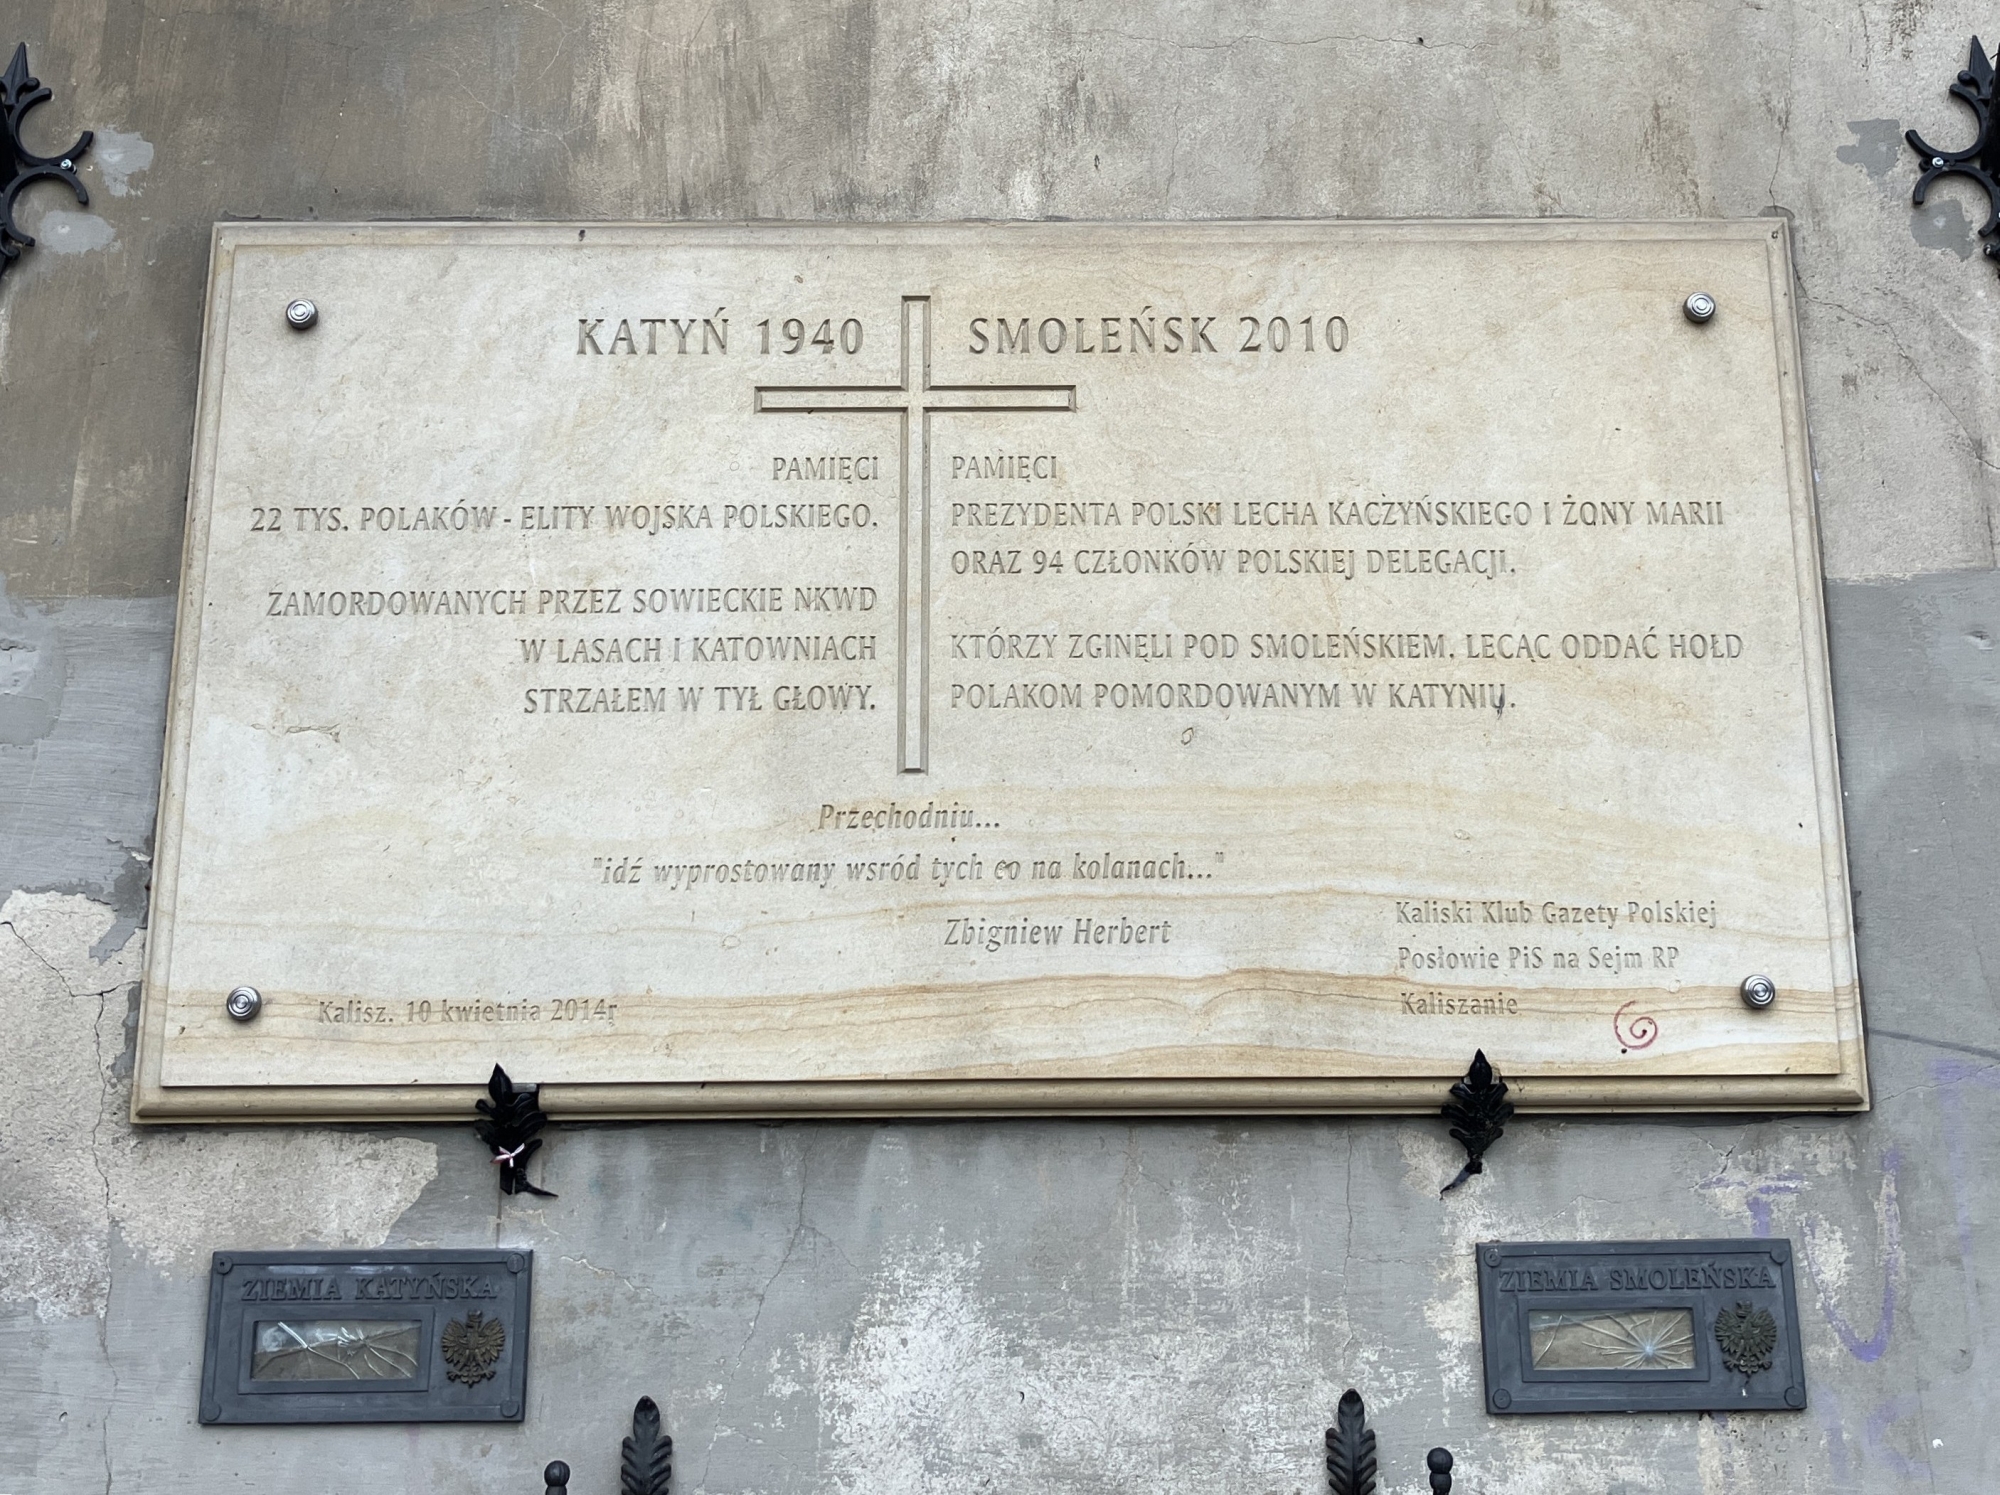 KATYŃ 1940
SMOLEŃSK 2010
PAMIĘCI
22 TYS. POLAKÓW - ELITY WOJSKA POLSKIEGO,
ZAMORDOWANYCH PRZEZ SOWIECKIE NKWD
W LASACH I KATOWNIACH
STRZAŁEM W TYŁ GŁOWY.
PAMIĘCI
PREZYDENTA POLSKI LECHA KACZYŃSKIEGO I ŻONY MARII
ORAZ 94 CZŁONKÓW POLSKIEJ DELEGACJI,
KTÓRZY ZGINĘLI POD SMOLEŃSKIEM, LECĄC ODDAĆ HOŁD
POLAKOM POMORDOWANYM W KATYNIU.
Przechodniu...
"idź wyprostowany wsród tych co na kolanach..."
Zbigniew Herbert
Kaliski Klub Gazety Polskiej
Posłowie PiS na Sejm RP
Kaliszanie
Kalisz, 10 kwietnia 2014r
ZIEMIA KATYŃSKA
ZIEMIA SMOLEŃSKA